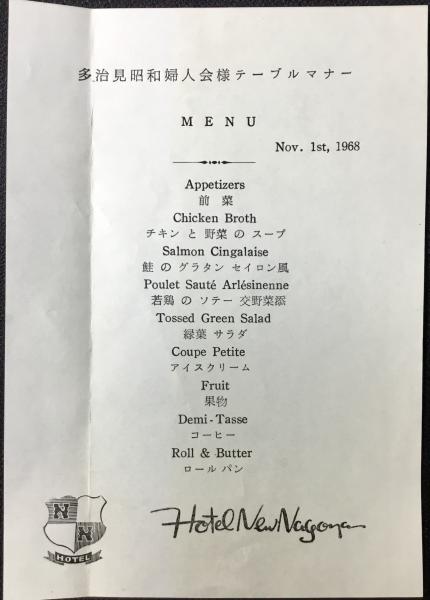 多治見昭和婦人会様テーブルマナー
MENU
Nov. 1st, 1968
Appetizers
前菜
Chicken Broth
チキンと野菜のスープ
Salmon Cingalaise
鮭のグラタンセイロン風
Poulet Sauté Arlésinenne
若鶏のソテー 交野菜添
Tossed Green Salad
緑葉サラダ
Coupe Petite
アイスクリーム
Fruit
果物
Demi-Tasse
コーヒー
Roll & Butter
ロールパン
N N
HOTEL
Hotel New Nagoya